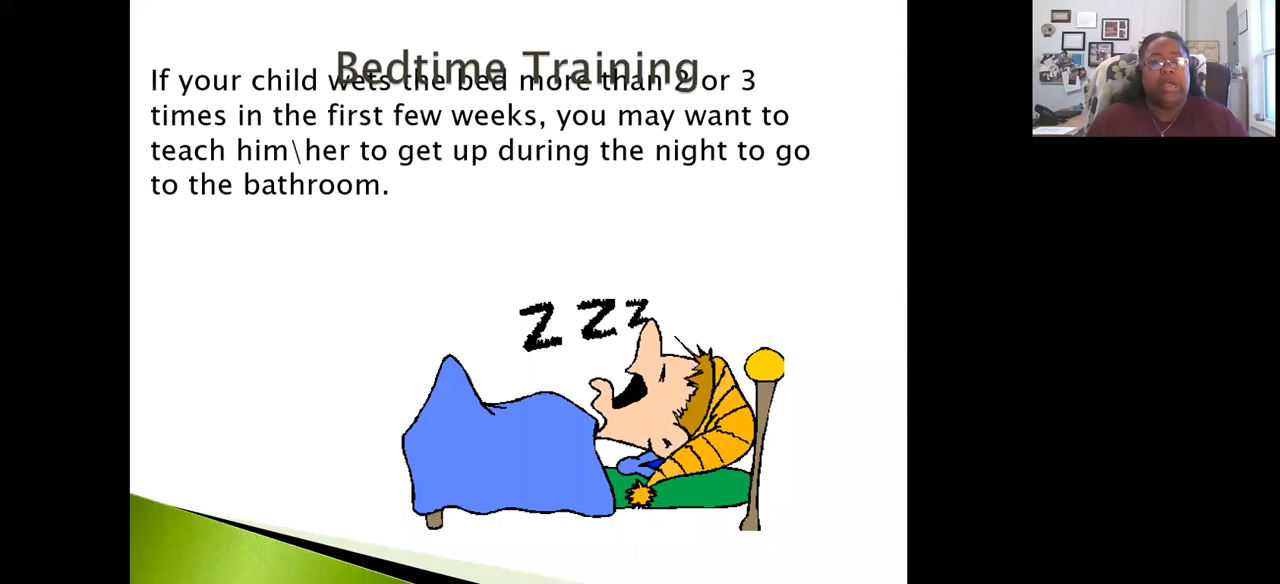 Bedtime Training
If your child wets the bed more than 2 or 3
times in the first few weeks, you may want to
teach him\her to get up during the night to go
to the bathroom.
Z Z Z